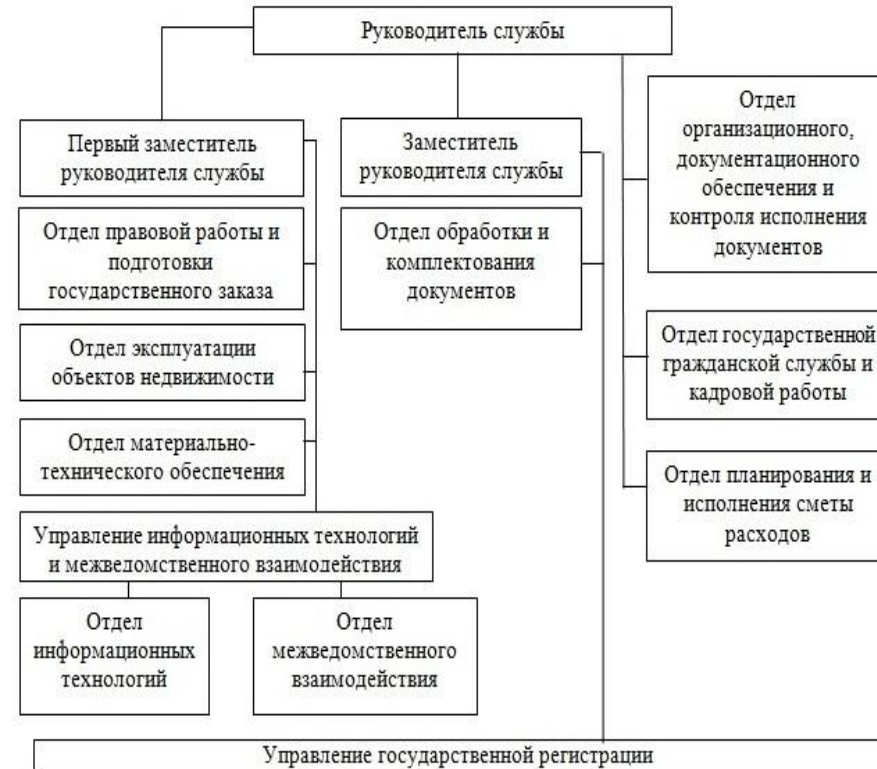 Руководитель службы
Первый заместитель
руководителя службы
Заместитель
руководителя службы
Отдел
организационного,
документационного
обеспечения и
контроля исполнения
документов
Отдел правовой работы и
подготовки
государственного заказа
Отдел обработки и
комплектования
документов
Отдел эксплуатации
объектов недвижимости
Отдел государственной
гражданской службы и
кадровой работы
Отдел материально-
технического обеспечения
Отдел планирования и
исполнения сметы
расходов
Управление информационных технологий
и межведомственного взаимодействия
Отдел
информационных
технологий
Отдел
межведомственного
взаимодействия
Управление государственной регистрации